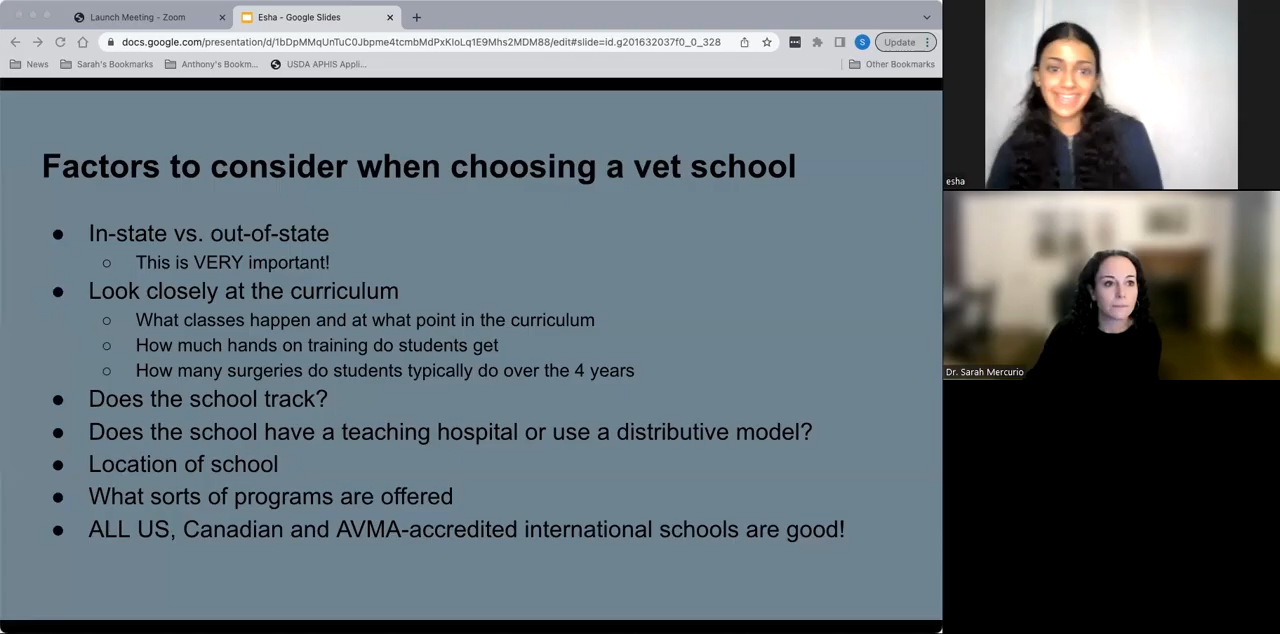 Launch Meeting - Zoom
Esha - Google Slides
docs.google.com/presentation/d/1bDpMMqUnTuC0Jbpme4tcmbMdPxKloLq1E9Mhs2MDM88/edit#slide=id.g201632037f0_0_328
S
Update
News
Sarah's Bookmarks
Anthony's Bookm...
USDA APHIS Appli...
Other Bookmarks
Factors to consider when choosing a vet school
● In-state vs. out-of-state
○ This is VERY important!
● Look closely at the curriculum
○ What classes happen and at what point in the curriculum
○ How much hands on training do students get
○ How many surgeries do students typically do over the 4 years
● Does the school track?
● Does the school have a teaching hospital or use a distributive model?
● Location of school
● What sorts of programs are offered
● ALL US, Canadian and AVMA-accredited international schools are good!
esha
Dr. Sarah Mercurio